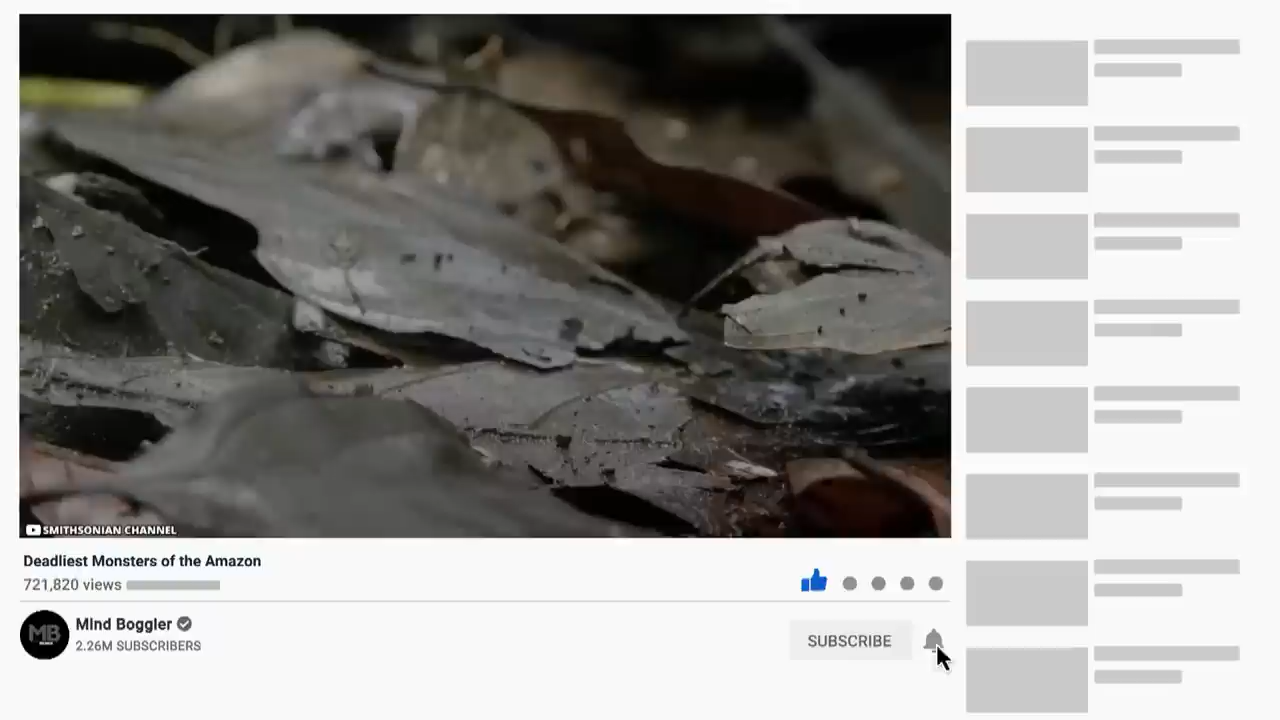 SMITHSONIAN CHANNEL
Deadliest Monsters of the Amazon
721,820 views
MB
MInd Boggler
2.26M SUBSCRIBERS
SUBSCRIBE